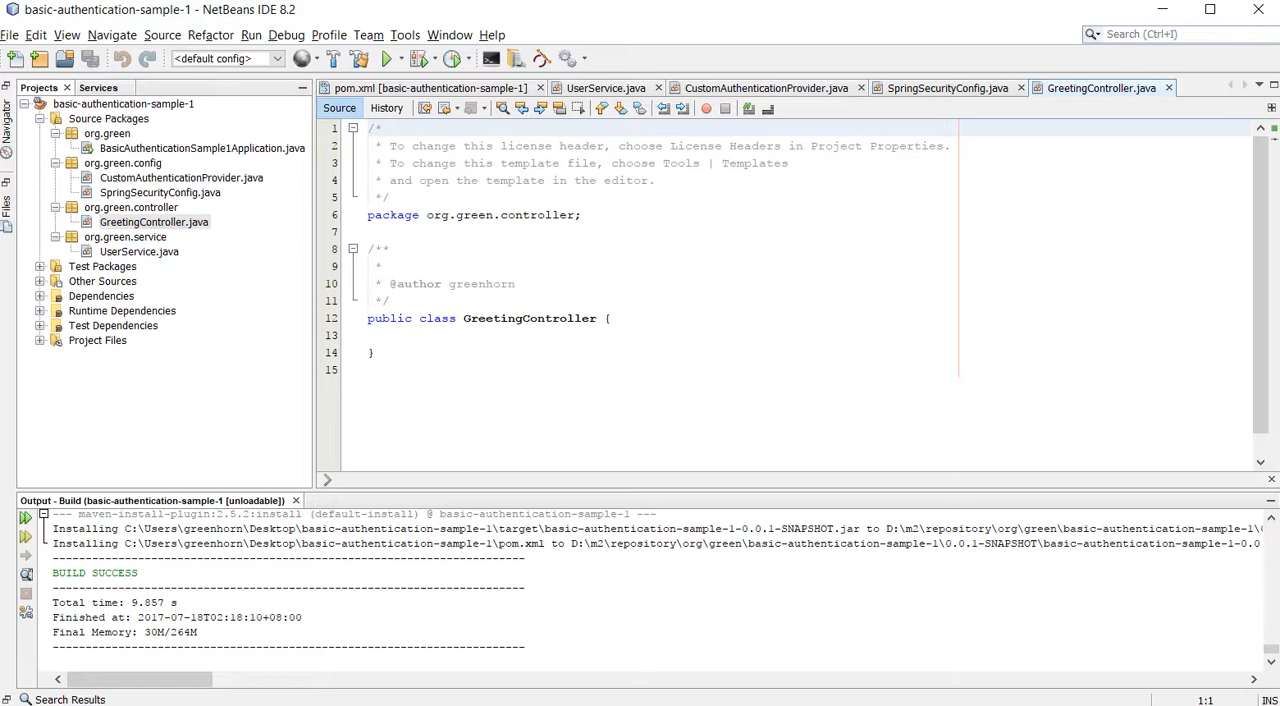 basic-authentication-sample-1 - NetBeans IDE 8.2
File Edit View Navigate Source Refactor Run Debug Profile Team Tools Window Help
Search (Ctrl+I)
<default config>
Projects
Services
pom.xml [basic-authentication-sample-1]
UserService.java
CustomAuthenticationProvider.java
SpringSecurityConfig.java
GreetingController.java
Navigator
Files
basic-authentication-sample-1
Source Packages
org.green
BasicAuthenticationSample1Application.java
org.green.config
CustomAuthenticationProvider.java
SpringSecurityConfig.java
org.green.controller
GreetingController.java
org.green.service
UserService.java
Test Packages
Other Sources
Dependencies
Runtime Dependencies
Test Dependencies
Project Files
Source History
1 /*
2 * To change this license header, choose License Headers in Project Properties.
3 * To change this template file, choose Tools | Templates
4 * and open the template in the editor.
5 */
6 package org.green.controller;
7
8 /**
9 *
10 * @author greenhorn
11 */
12 public class GreetingController {
13
14 }
15
Output - Build (basic-authentication-sample-1 [unloadable])
--- maven-install-plugin:2.5.2:install (default-install) @ basic-authentication-sample-1 ---
Installing C:\Users\greenhorn\Desktop\basic-authentication-sample-1\target\basic-authentication-sample-1-0.0.1-SNAPSHOT.jar to D:\m2\repository\org\green\basic-authentication-sample-1\0
Installing C:\Users\greenhorn\Desktop\basic-authentication-sample-1\pom.xml to D:\m2\repository\org\green\basic-authentication-sample-1\0.0.1-SNAPSHOT\basic-authentication-sample-1-0.0
------------------------------------------------------------------------
BUILD SUCCESS
------------------------------------------------------------------------
Total time: 9.857 s
Finished at: 2017-07-18T02:18:10+08:00
Final Memory: 30M/264M
------------------------------------------------------------------------
Search Results
1:1
INS